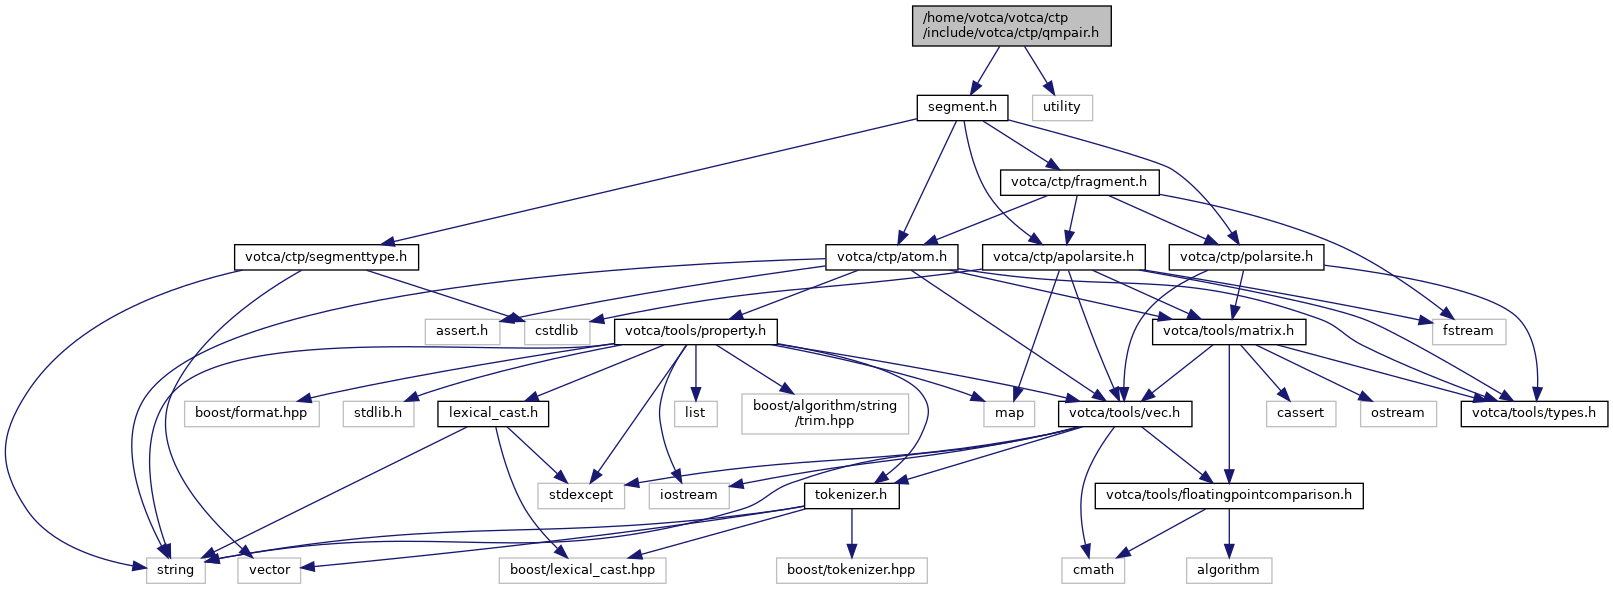 /home/votca/votca/ctp
/include/votca/ctp/qmpair.h
segment.h
utility
votca/ctp/fragment.h
votca/ctp/segmenttype.h
votca/ctp/atom.h
votca/ctp/apolarsite.h
votca/ctp/polarsite.h
assert.h
cstdlib
votca/tools/property.h
votca/tools/matrix.h
fstream
boost/format.hpp
stdlib.h
lexical_cast.h
list
boost/algorithm/string
/trim.hpp
map
votca/tools/vec.h
cassert
ostream
votca/tools/types.h
stdexcept
iostream
tokenizer.h
votca/tools/floatingpointcomparison.h
string
vector
boost/lexical_cast.hpp
boost/tokenizer.hpp
cmath
algorithm